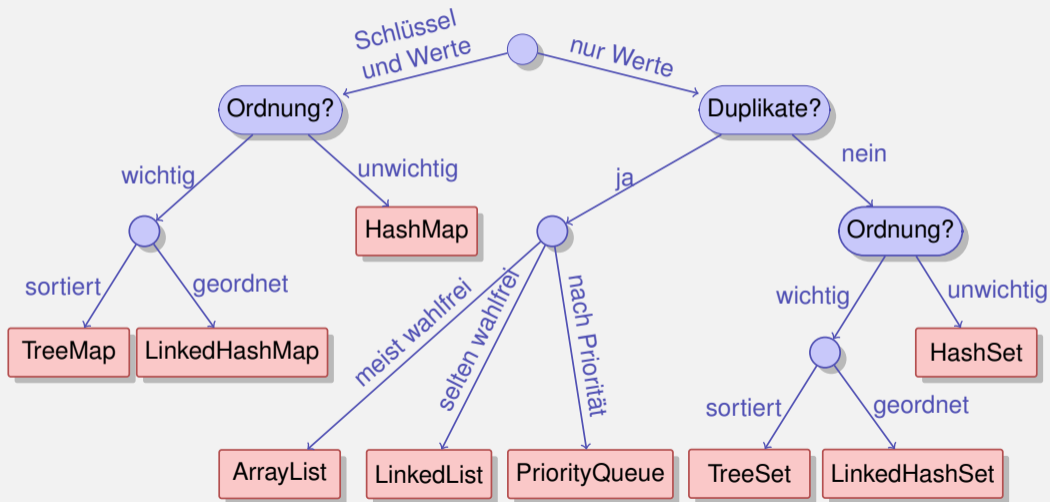 Schlüssel
und Werte
nur Werte
Ordnung?
Duplikate?
wichtig
unwichtig
ja
nein
HashMap
Ordnung?
sortiert
geordnet
meist wahlfrei
selten wahlfrei
nach Priorität
wichtig
unwichtig
TreeMap
LinkedHashMap
HashSet
sortiert
geordnet
ArrayList
LinkedList
PriorityQueue
TreeSet
LinkedHashSet